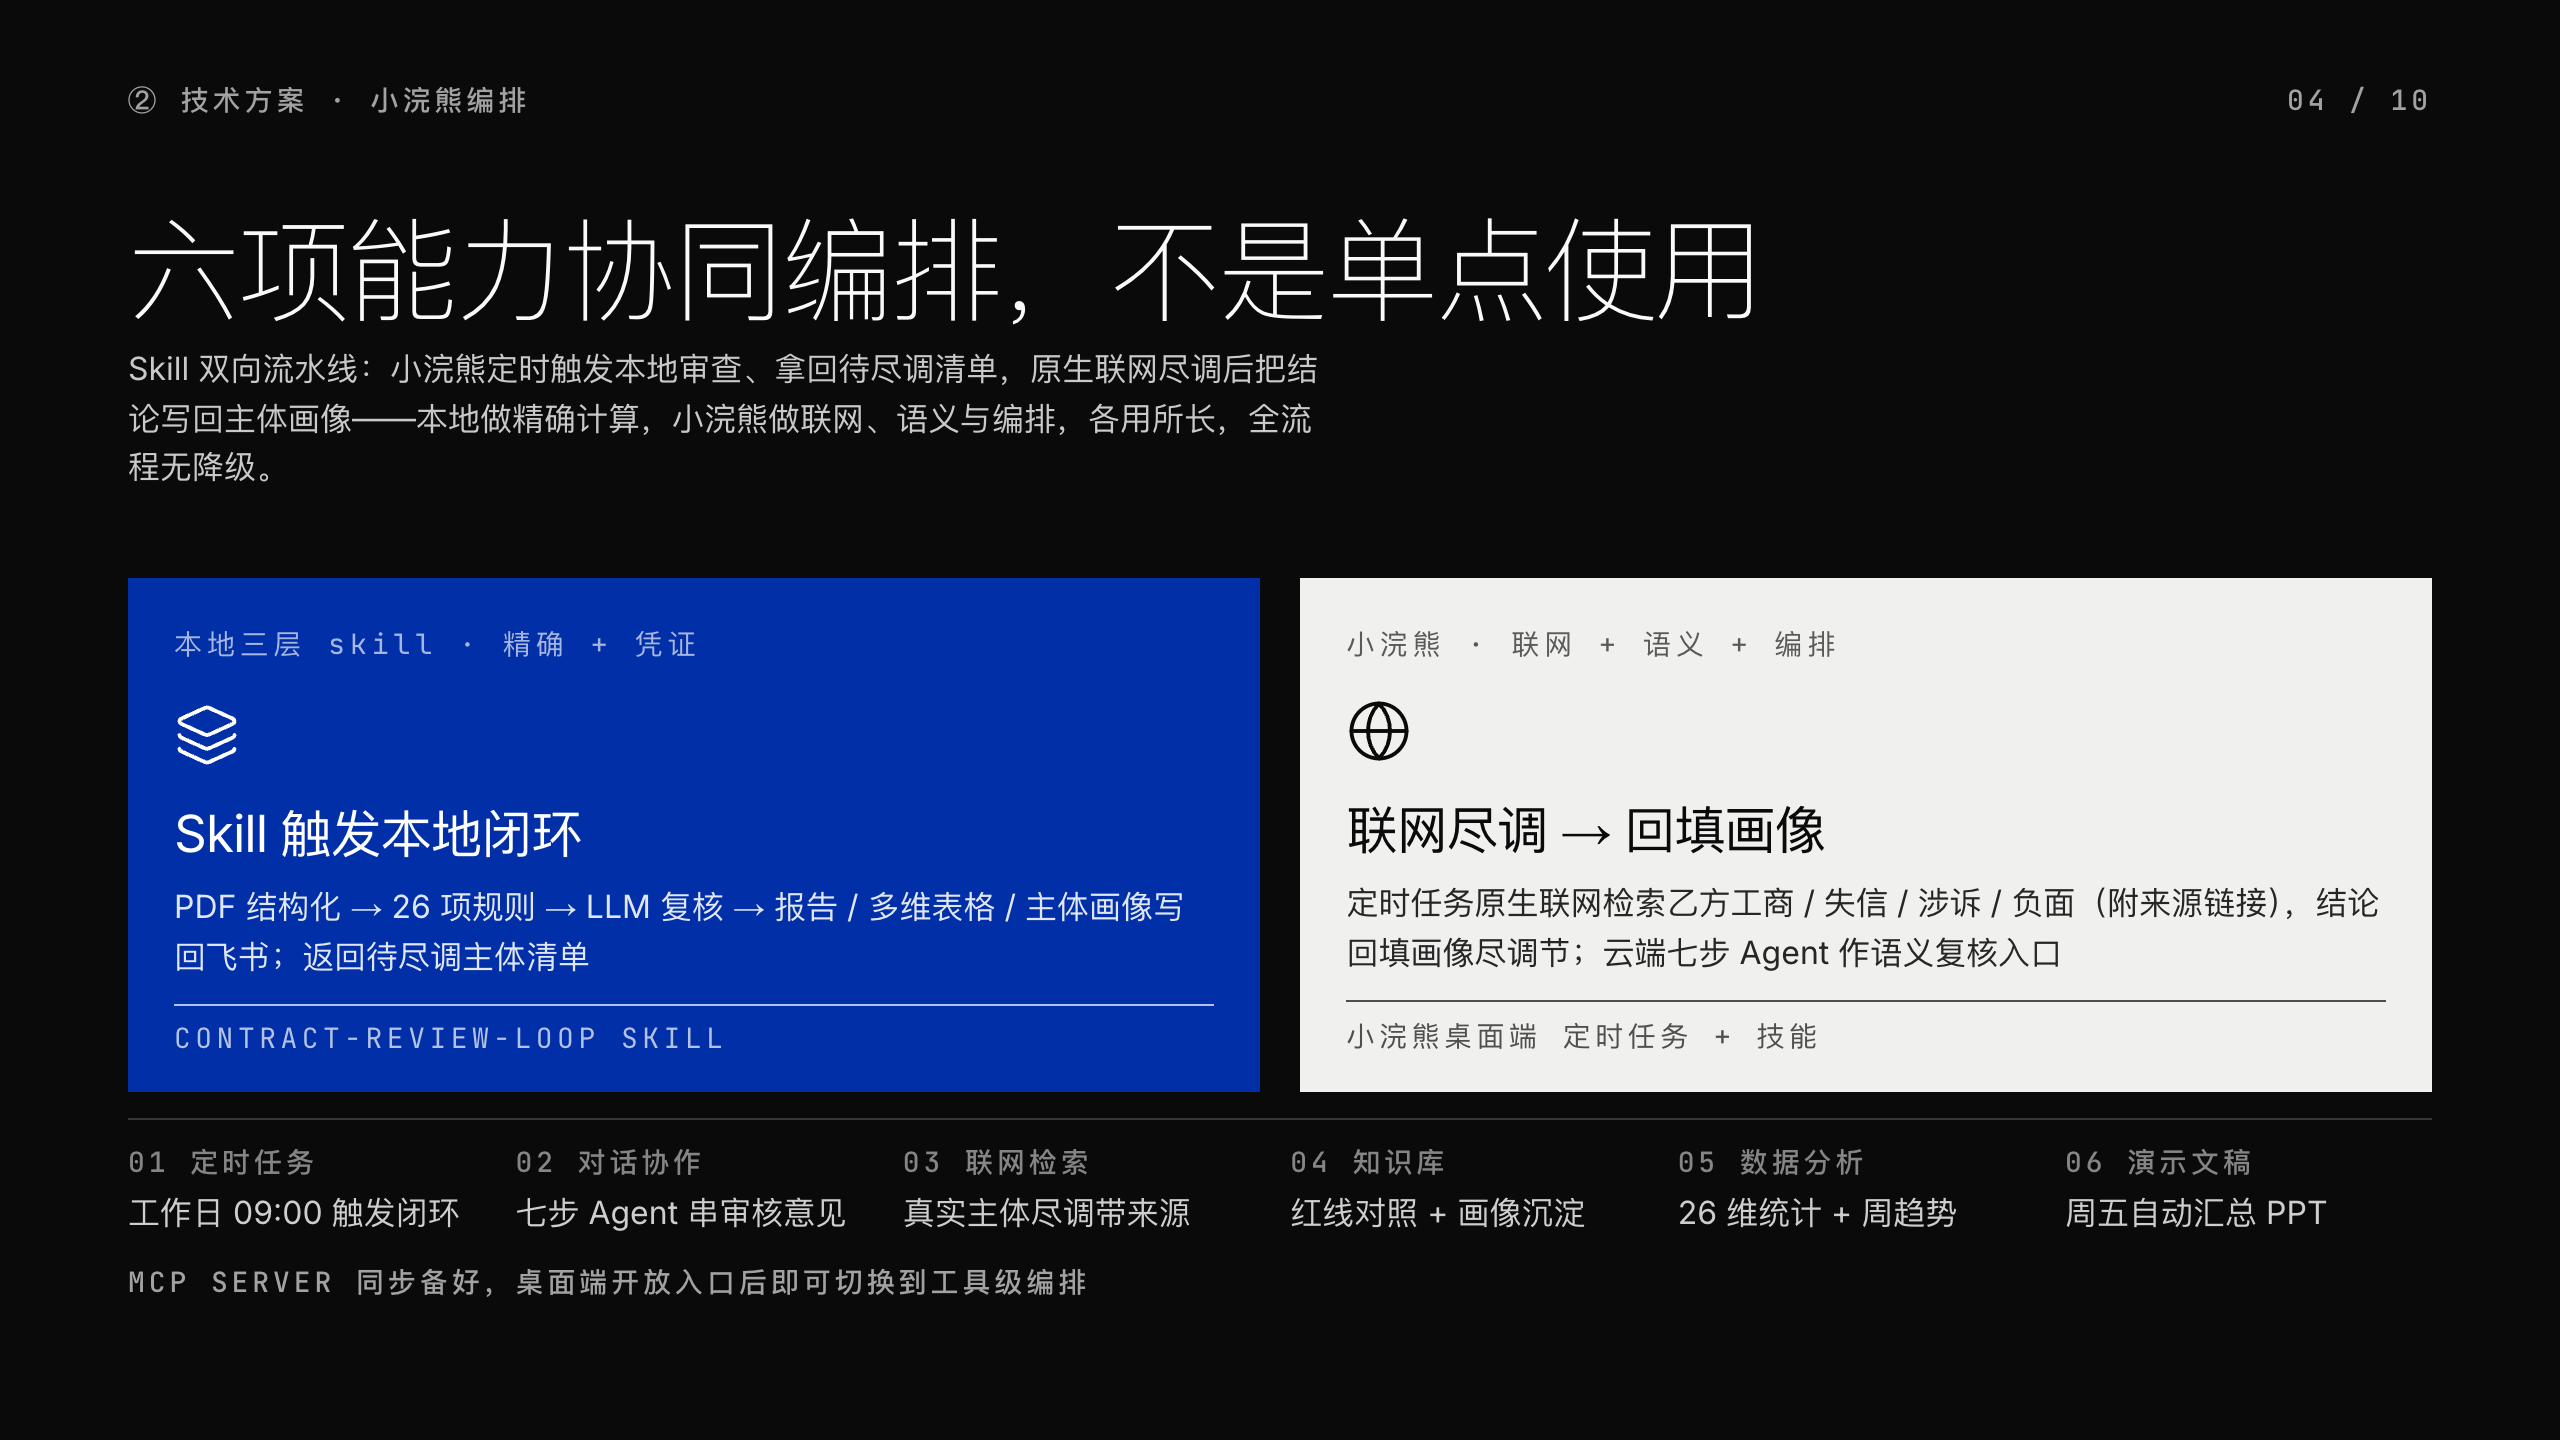 ② 技术方案 · 小浣熊编排
04 / 10
六项能力协同编排，不是单点使用
Skill 双向流水线：小浣熊定时触发本地审查、拿回待尽调清单，原生联网尽调后把结
论写回主体画像——本地做精确计算，小浣熊做联网、语义与编排，各用所长，全流
程无降级。
本地三层 skill · 精确 + 凭证
Skill 触发本地闭环
PDF 结构化 → 26 项规则 → LLM 复核 → 报告 / 多维表格 / 主体画像写
回飞书；返回待尽调主体清单
CONTRACT-REVIEW-LOOP SKILL
小浣熊 · 联网 + 语义 + 编排
联网尽调 → 回填画像
定时任务原生联网检索乙方工商 / 失信 / 涉诉 / 负面（附来源链接），结论
回填画像尽调节；云端七步 Agent 作语义复核入口
小浣熊桌面端 定时任务 + 技能
01 定时任务
工作日 09:00 触发闭环
02 对话协作
七步 Agent 串审核意见
03 联网检索
真实主体尽调带来源
04 知识库
红线对照 + 画像沉淀
05 数据分析
26 维统计 + 周趋势
06 演示文稿
周五自动汇总 PPT
MCP SERVER 同步备好，桌面端开放入口后即可切换到工具级编排